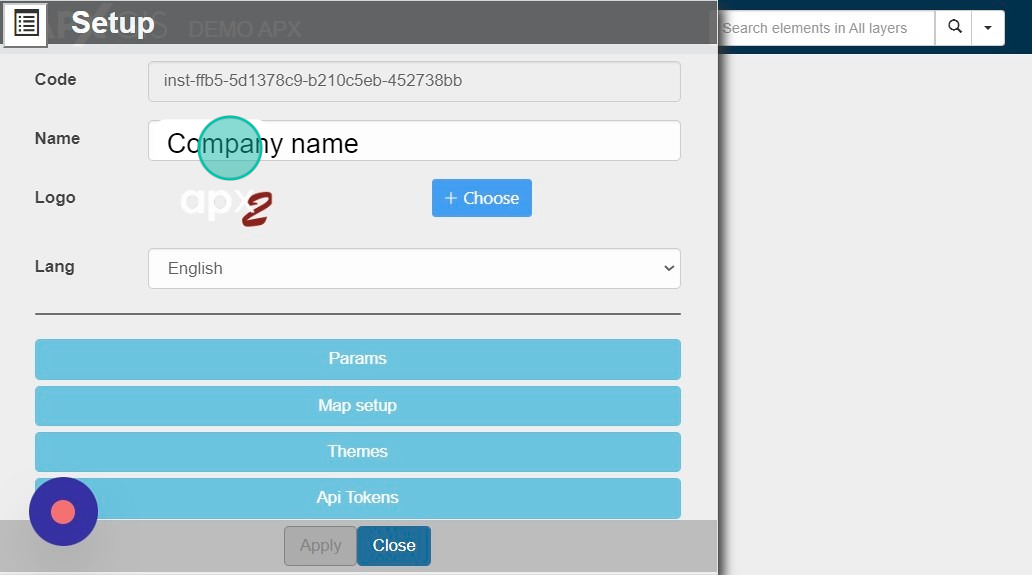 Setup
DEMO APX
Search elements in All layers
Code
inst-ffb5-5d1378c9-b210c5eb-452738bb
Name
Company name
Logo
apx2
+ Choose
Lang
English
Params
Map setup
Themes
Api Tokens
Apply
Close